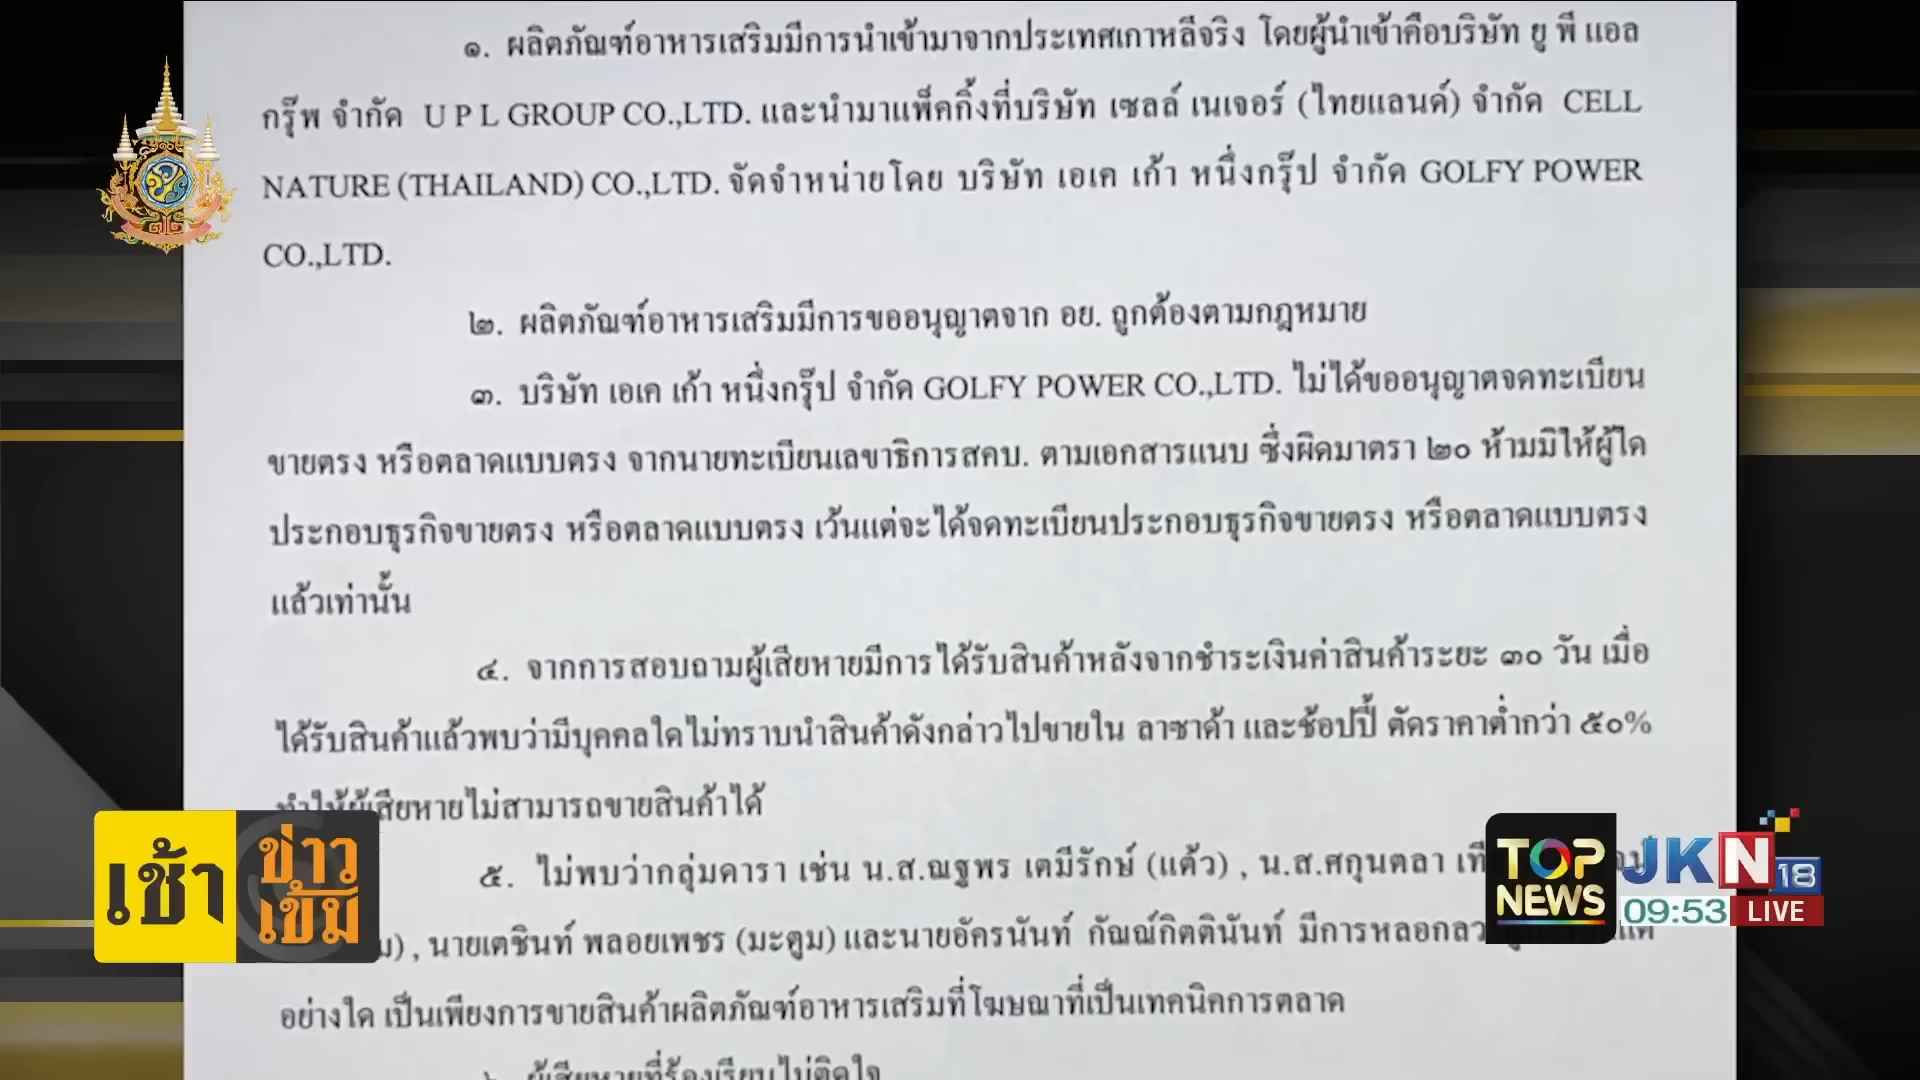 ๑. ผลิตภัณฑ์อาหารเสริมมีการนำเข้ามาจากประเทศเกาหลีจริง โดยผู้นำเข้าคือบริษัท ยู พี แอล
กรุ๊พ จำกัด U P L GROUP CO.,LTD. และนำมาแพ็คกิ้งที่บริษัท เซลล์ เนเจอร์ (ไทยแลนด์) จำกัด CELL
NATURE (THAILAND) CO.,LTD. จัดจำหน่ายโดย บริษัท เอเค เก้า หนึ่งกรุ๊ป จำกัด GOLFY POWER
CO.,LTD.
๒. ผลิตภัณฑ์อาหารเสริมมีการขออนุญาตจาก อย. ถูกต้องตามกฎหมาย
๓. บริษัท เอเค เก้า หนึ่งกรุ๊ป จำกัด GOLFY POWER CO.,LTD. ไม่ได้ขออนุญาตจดทะเบียน
ขายตรง หรือตลาดแบบตรง จากนายทะเบียนเลขาธิการสคบ. ตามเอกสารแนบ ซึ่งผิดมาตรา ๒๐ ห้ามมิให้ผู้ใด
ประกอบธุรกิจขายตรง หรือตลาดแบบตรง เว้นแต่จะได้จดทะเบียนประกอบธุรกิจขายตรง หรือตลาดแบบตรง
แล้วเท่านั้น
๔. จากการสอบถามผู้เสียหายมีการได้รับสินค้าหลังจากชำระเงินค่าสินค้าระยะ ๓๐ วัน เมื่อ
ได้รับสินค้าแล้วพบว่ามีบุคคลใดไม่ทราบนำสินค้าดังกล่าวไปขายใน ลาซาด้า และช้อปปี้ ตัดราคาต่ำกว่า ๕๐%
ทำให้ผู้เสียหายไม่สามารถขายสินค้าได้
๕. ไม่พบว่ากลุ่มดารา เช่น น.ส.ณฐพร เตมีรักษ์ (แต้ว) , น.ส.ศกุนตลา
ม) , นายเตชินท์ พลอยเพชร (มะตูม) และนายอัครนันท์ กัณณ์กิตตินันท์ มีการหลอกลว
อย่างใด เป็นเพียงการขายสินค้าผลิตภัณฑ์อาหารเสริมที่โฆษณาที่เป็นเทคนิคการตลาด
ผู้เสียหายที่ร้องเรียนไม่ติดใจ
เช้า ข่าว เข้ม
TOP NEWS
JKN 18
09:53 LIVE